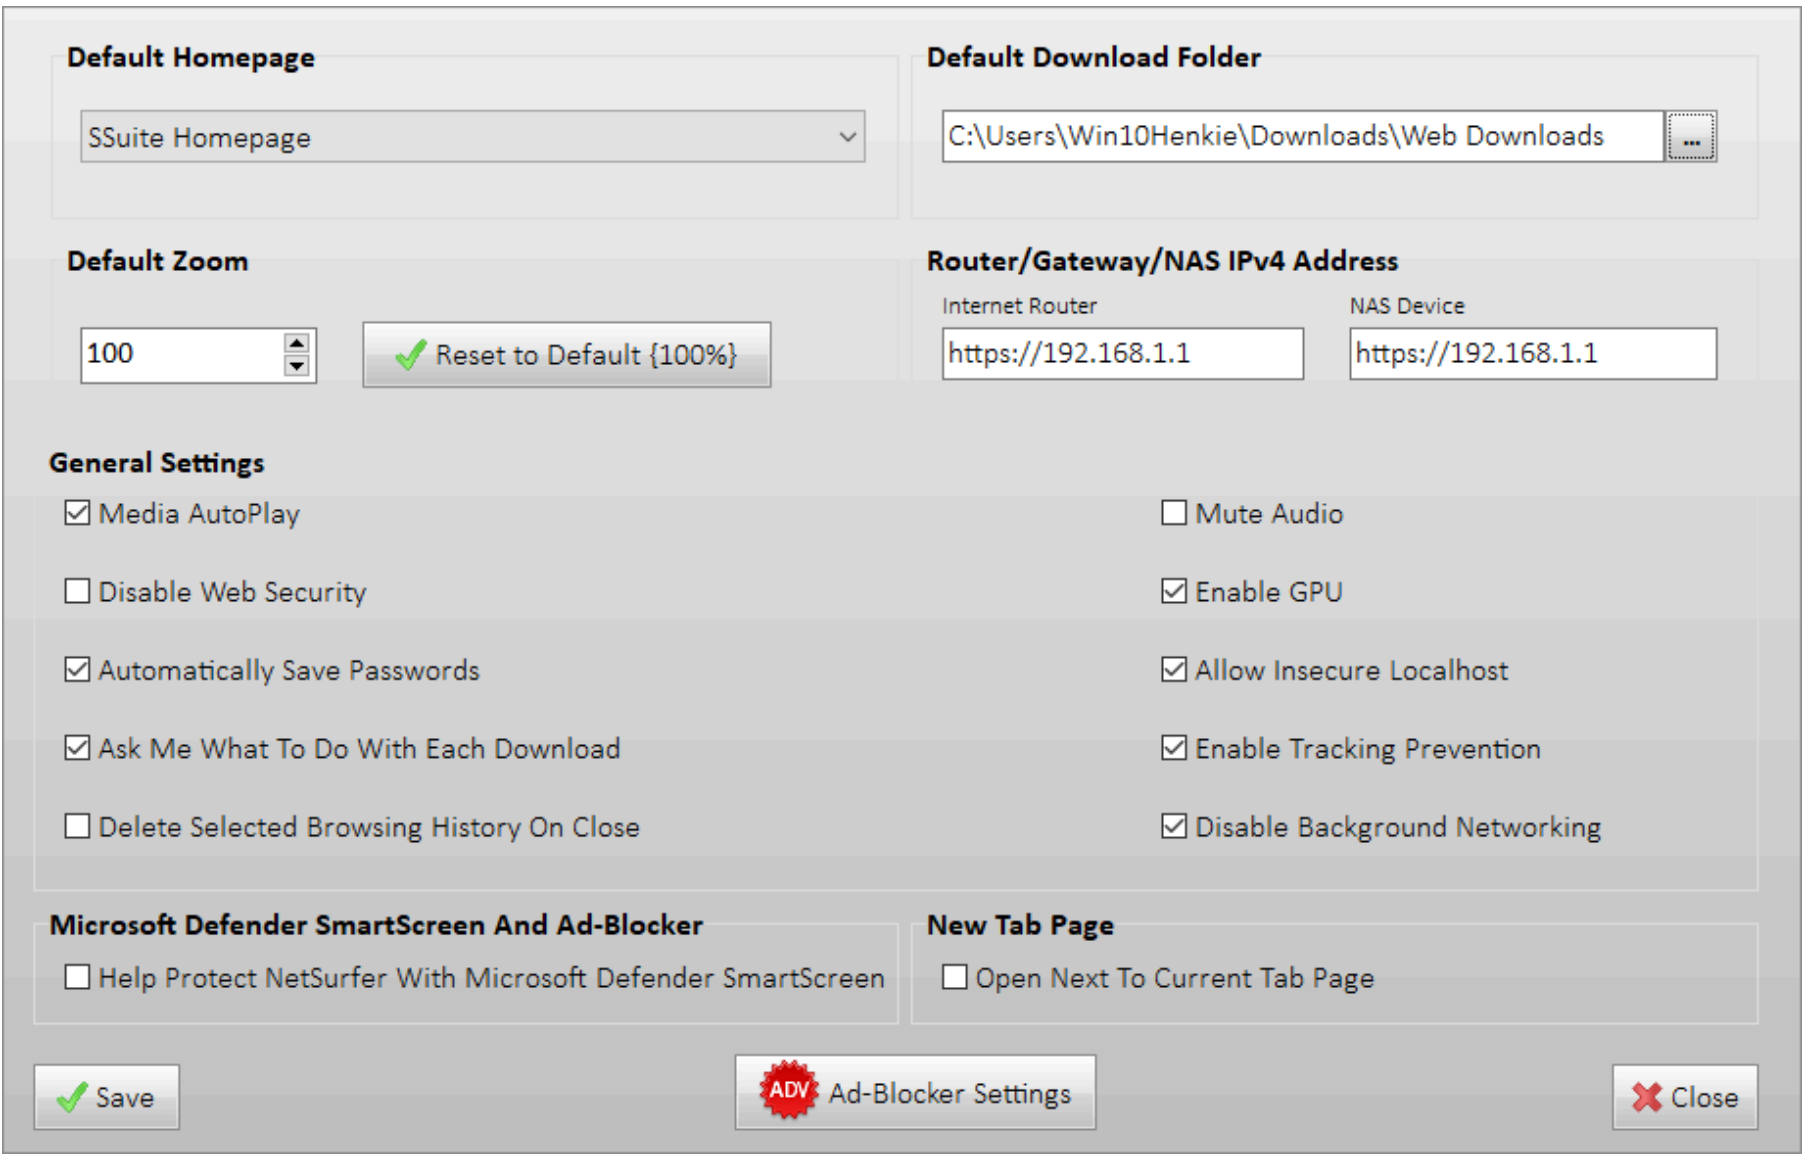 Default Homepage
SSuite Homepage
Default Download Folder
C:\Users\Win10Henkie\Downloads\Web Downloads
...
Default Zoom
100
Reset to Default {100%}
Router/Gateway/NAS IPv4 Address
Internet Router
NAS Device
https://192.168.1.1
https://192.168.1.1
General Settings
Media AutoPlay
Mute Audio
Disable Web Security
Enable GPU
Automatically Save Passwords
Allow Insecure Localhost
Ask Me What To Do With Each Download
Enable Tracking Prevention
Delete Selected Browsing History On Close
Disable Background Networking
Microsoft Defender SmartScreen And Ad-Blocker
Help Protect NetSurfer With Microsoft Defender SmartScreen
New Tab Page
Open Next To Current Tab Page
Save
ADV
Ad-Blocker Settings
Close